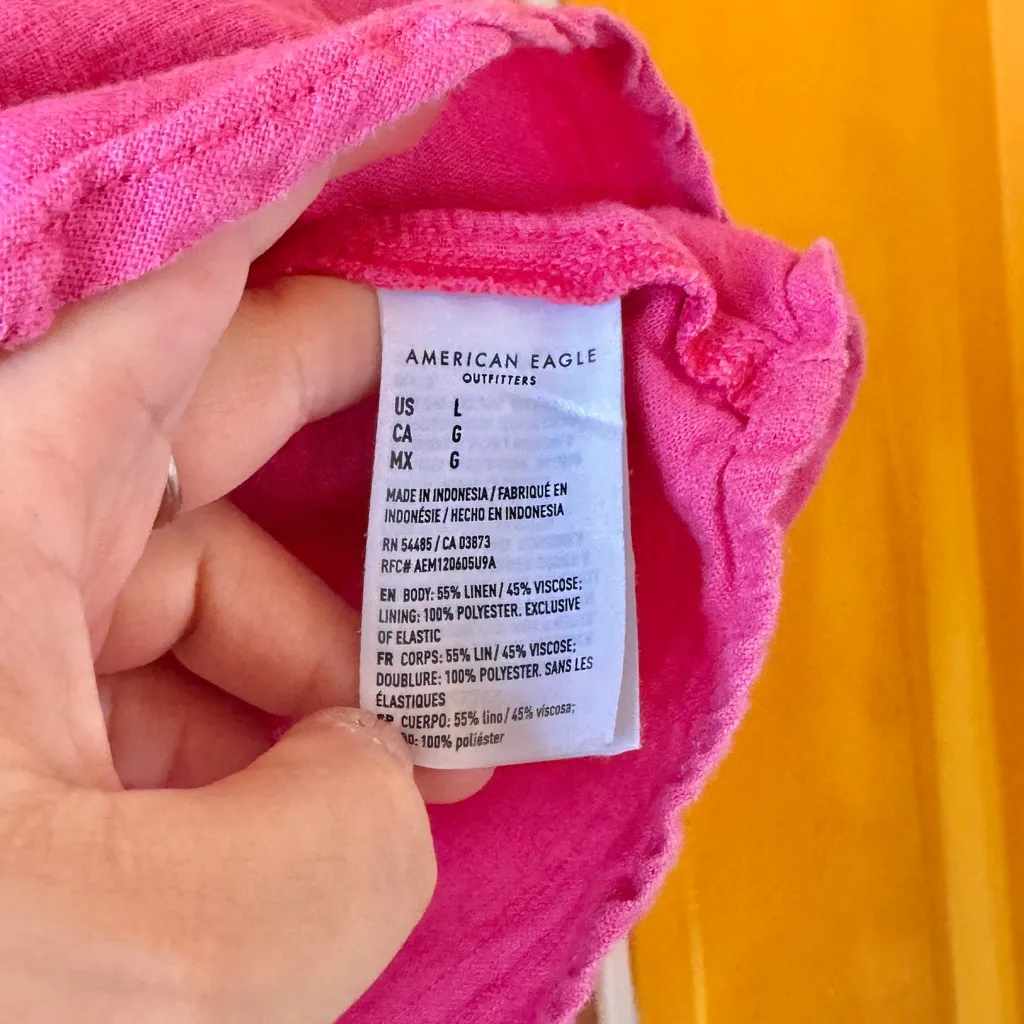 AMERICAN EAGLE
OUTFITTERS
US L
CA G
MX G
MADE IN INDONESIA / FABRIQUÉ EN
INDONÉSIE / HECHO EN INDONESIA
RN 54485 / CA 03873
RFC# AEM120605U9A
EN BODY: 55% LINEN / 45% VISCOSE;
LINING: 100% POLYESTER. EXCLUSIVE
OF ELASTIC
FR CORPS: 55% LIN / 45% VISCOSE;
DOUBLURE: 100% POLYESTER. SANS LES
ÉLASTIQUES
CUERPO: 55% lino / 45% viscosa;
100% poliéster